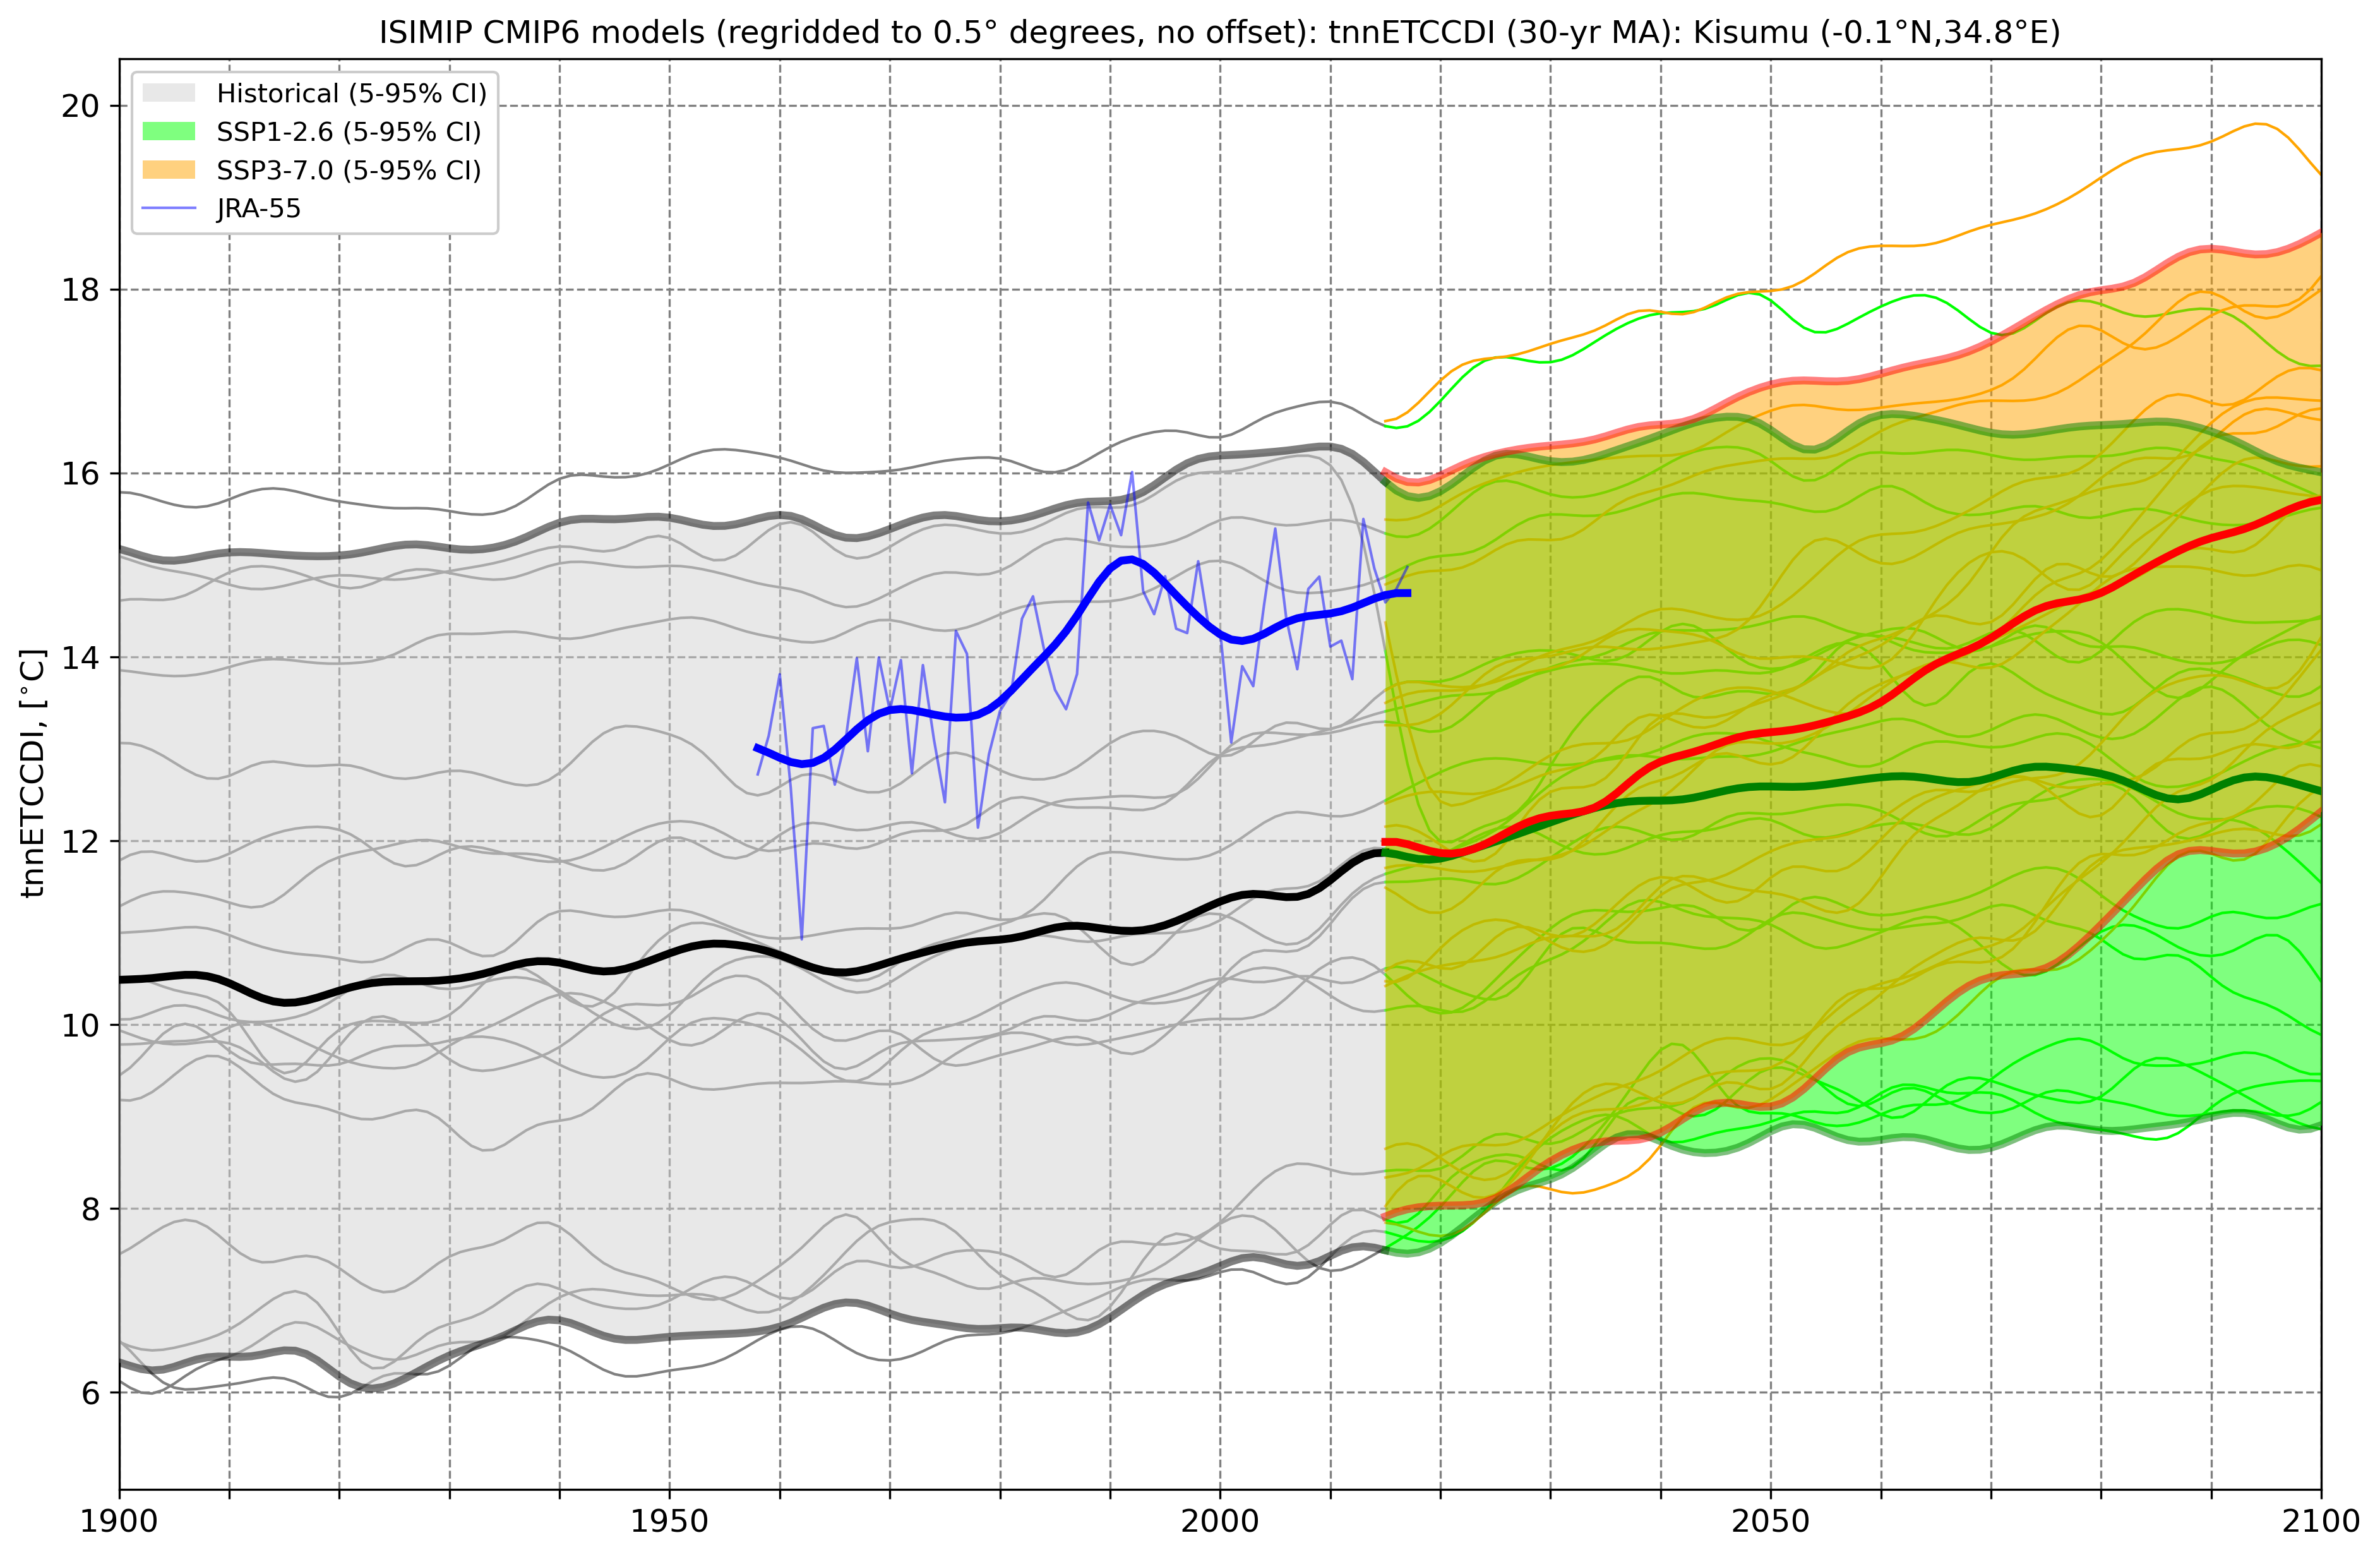 ISIMIP CMIP6 models (regridded to 0.5° degrees, no offset): tnnETCCDI (30-yr MA): Kisumu (-0.1°N,34.8°E)
Historical (5-95% CI)
SSP1-2.6 (5-95% CI)
SSP3-7.0 (5-95% CI)
JRA-55
tnnETCCDI, [°C]
20
18
16
14
12
10
8
6
1900
1950
2000
2050
2100